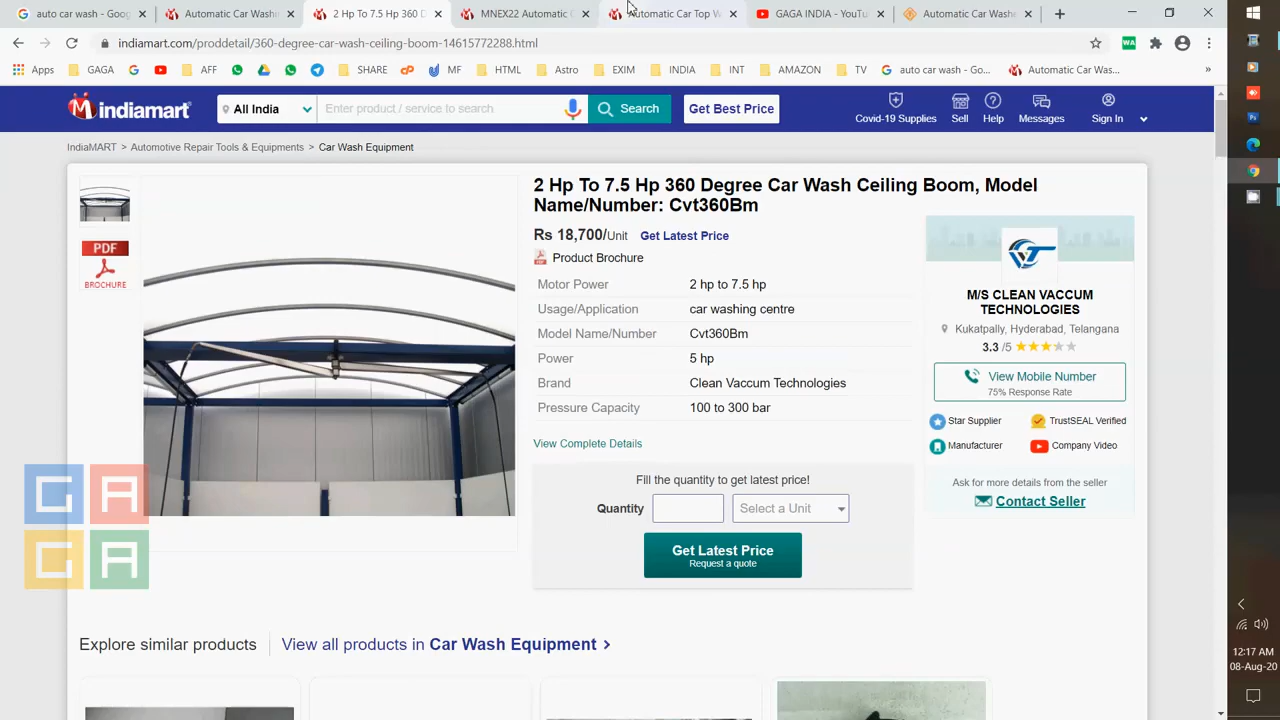 auto car wash - Goog
Automatic Car Washin
2 Hp To 7.5 Hp 360 D
MNEX22 Automatic C
Automatic Car Top W
GAGA INDIA - YouTu
Automatic Car Washe
indiamart.com/proddetail/360-degree-car-wash-ceiling-boom-14615772288.html
WA
Apps GAGA AFF SHARE MF HTML Astro EXIM INDIA INT AMAZON TV auto car wash - Go... Automatic Car Was... »
indiamart
All India
Enter product / service to search
Search
Get Best Price
Covid-19 Supplies
Sell
Help
Messages
Sign In
IndiaMART > Automotive Repair Tools & Equipments > Car Wash Equipment
PDF
BROCHURE
2 Hp To 7.5 Hp 360 Degree Car Wash Ceiling Boom, Model
Name/Number: Cvt360Bm
Rs 18,700/Unit Get Latest Price
Product Brochure
Motor Power 2 hp to 7.5 hp
Usage/Application car washing centre
Model Name/Number Cvt360Bm
Power 5 hp
Brand Clean Vaccum Technologies
Pressure Capacity 100 to 300 bar
View Complete Details
Fill the quantity to get latest price!
Quantity Select a Unit
Get Latest Price
Request a quote
M/S CLEAN VACCUM
TECHNOLOGIES
Kukatpally, Hyderabad, Telangana
3.3 /5
View Mobile Number
75% Response Rate
Star Supplier TrustSEAL Verified
Manufacturer Company Video
Ask for more details from the seller
Contact Seller
G A
G A
Explore similar products View all products in Car Wash Equipment >
12:17 AM
08-Aug-20